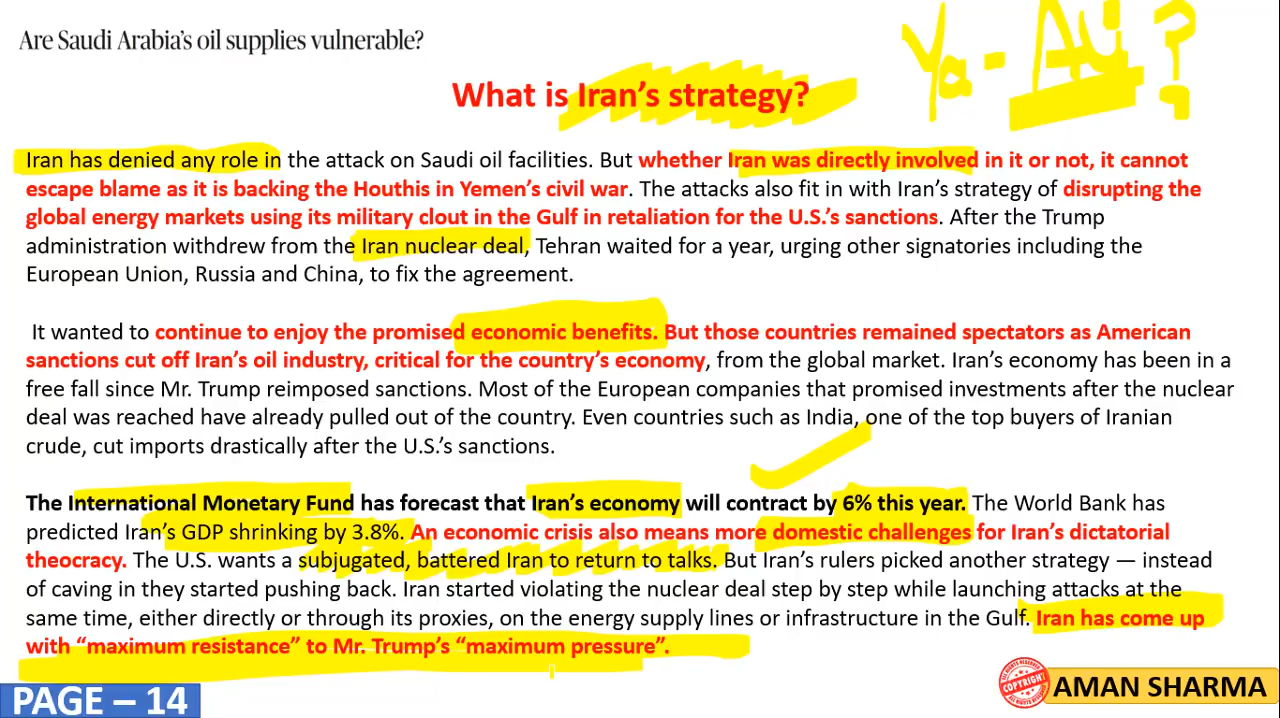 Are Saudi Arabia's oil supplies vulnerable?
Ya - Ali ?
What is Iran's strategy?
Iran has denied any role in the attack on Saudi oil facilities. But whether Iran was directly involved in it or not, it cannot
escape blame as it is backing the Houthis in Yemen's civil war. The attacks also fit in with Iran's strategy of disrupting the
global energy markets using its military clout in the Gulf in retaliation for the U.S.'s sanctions. After the Trump
administration withdrew from the Iran nuclear deal, Tehran waited for a year, urging other signatories including the
European Union, Russia and China, to fix the agreement.
It wanted to continue to enjoy the promised economic benefits. But those countries remained spectators as American
sanctions cut off Iran's oil industry, critical for the country's economy, from the global market. Iran's economy has been in a
free fall since Mr. Trump reimposed sanctions. Most of the European companies that promised investments after the nuclear
deal was reached have already pulled out of the country. Even countries such as India, one of the top buyers of Iranian
crude, cut imports drastically after the U.S.'s sanctions.
The International Monetary Fund has forecast that Iran's economy will contract by 6% this year. The World Bank has
predicted Iran's GDP shrinking by 3.8%. An economic crisis also means more domestic challenges for Iran's dictatorial
theocracy. The U.S. wants a subjugated, battered Iran to return to talks. But Iran's rulers picked another strategy — instead
of caving in they started pushing back. Iran started violating the nuclear deal step by step while launching attacks at the
same time, either directly or through its proxies, on the energy supply lines or infrastructure in the Gulf. Iran has come up
with "maximum resistance" to Mr. Trump's "maximum pressure".
PAGE – 14
COPYRIGHT
AMAN SHARMA